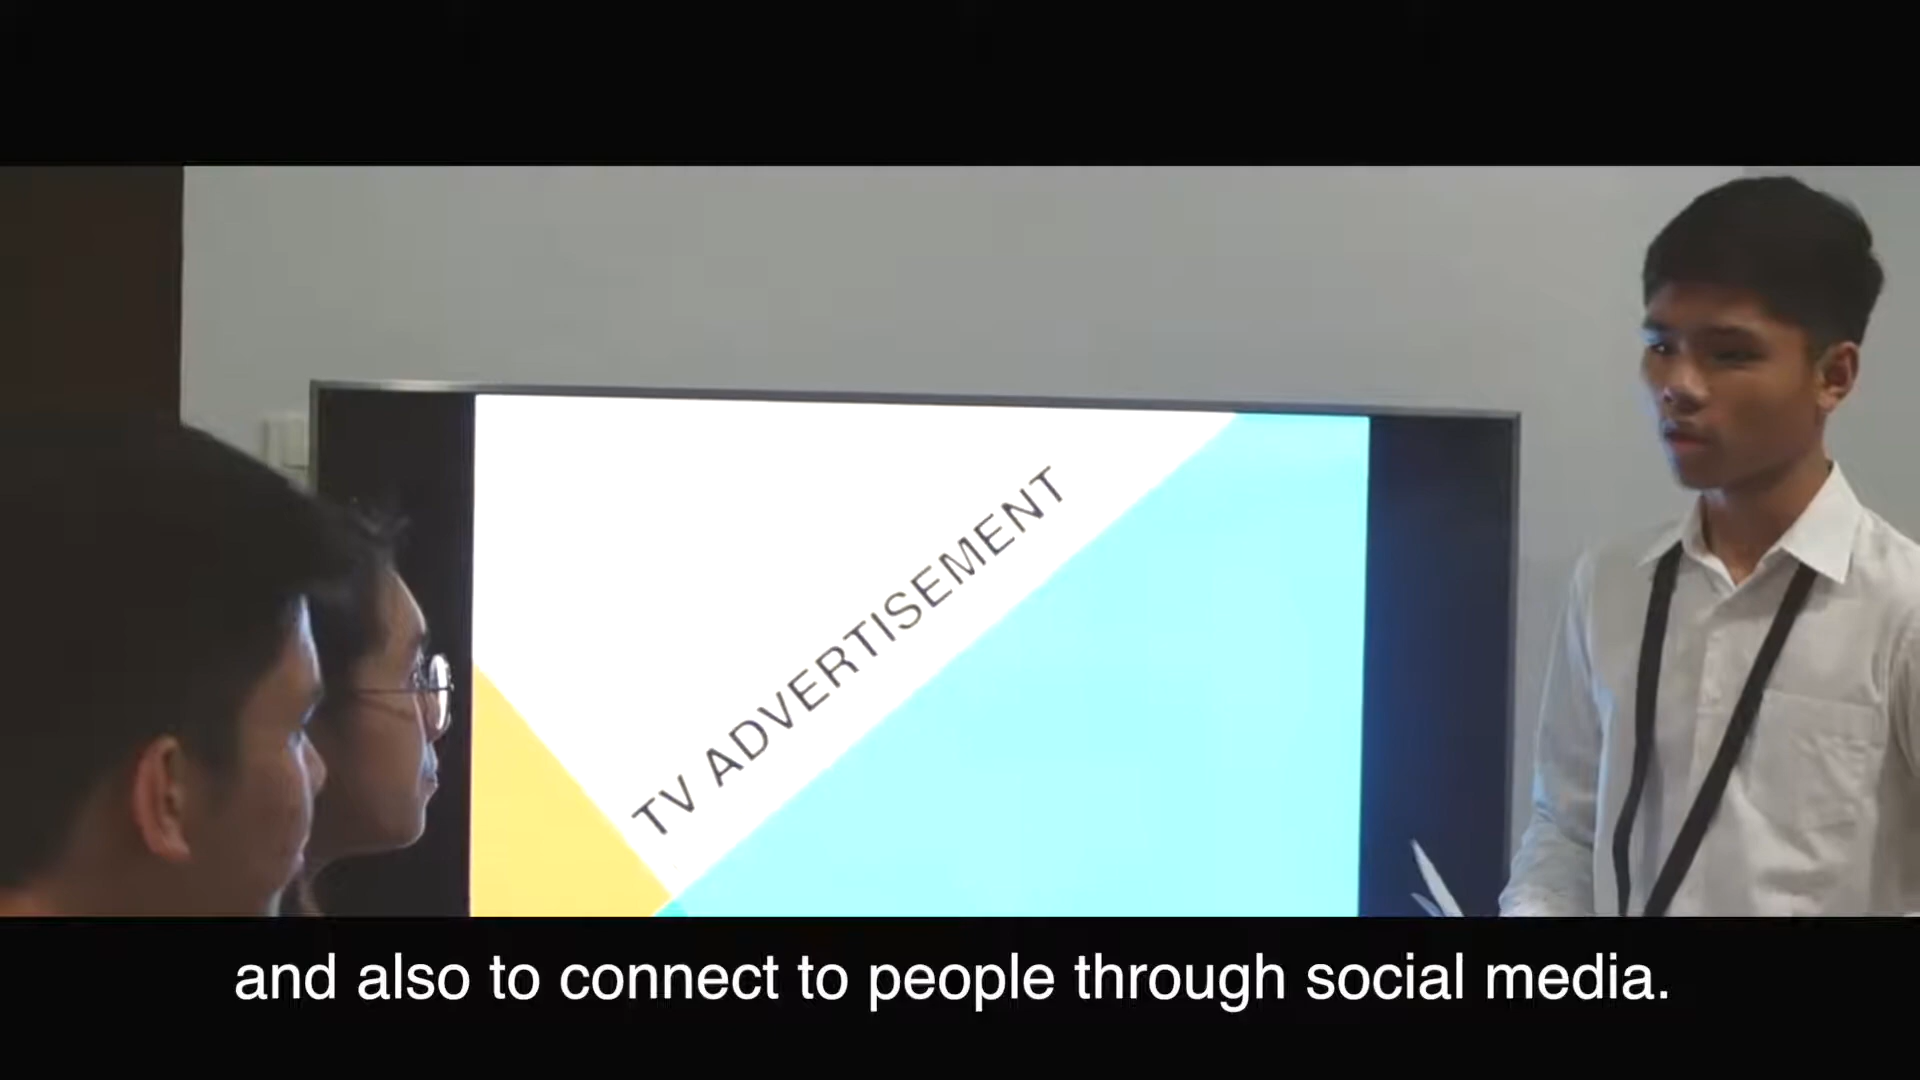 TV ADVERTISEMENT
and also to connect to people through social media.